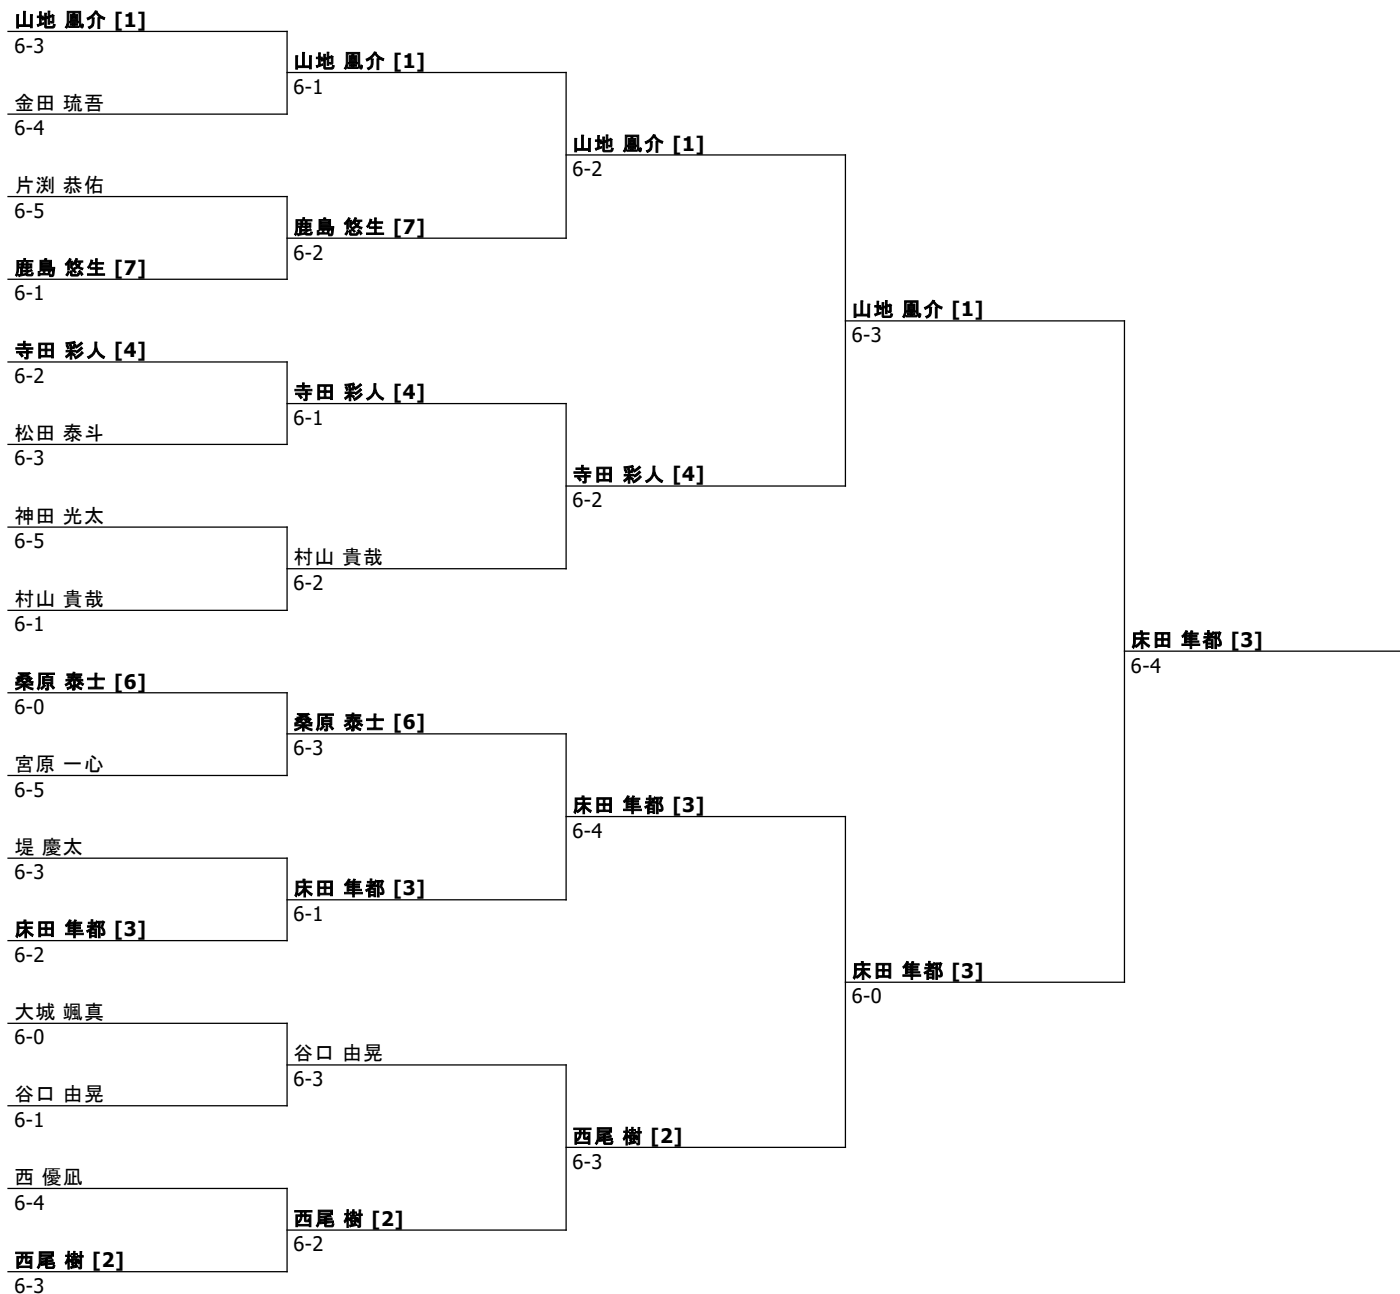 山地 凰介 [1]
6-3
金田 琉吾
6-4
片渕 恭佑
6-5
鹿島 悠生 [7]
6-1
寺田 彩人 [4]
6-2
松田 泰斗
6-3
神田 光太
6-5
村山 貴哉
6-1
桑原 泰士 [6]
6-0
宮原 一心
6-5
堤 慶太
6-3
床田 隼都 [3]
6-2
大城 颯真
6-0
谷口 由晃
6-1
西 優凪
6-4
西尾 樹 [2]
6-3
山地 凰介 [1]
6-1
鹿島 悠生 [7]
6-2
寺田 彩人 [4]
6-1
村山 貴哉
6-2
桑原 泰士 [6]
6-3
床田 隼都 [3]
6-1
谷口 由晃
6-3
西尾 樹 [2]
6-2
山地 凰介 [1]
6-2
寺田 彩人 [4]
6-2
床田 隼都 [3]
6-4
西尾 樹 [2]
6-3
山地 凰介 [1]
6-3
床田 隼都 [3]
6-0
床田 隼都 [3]
6-4